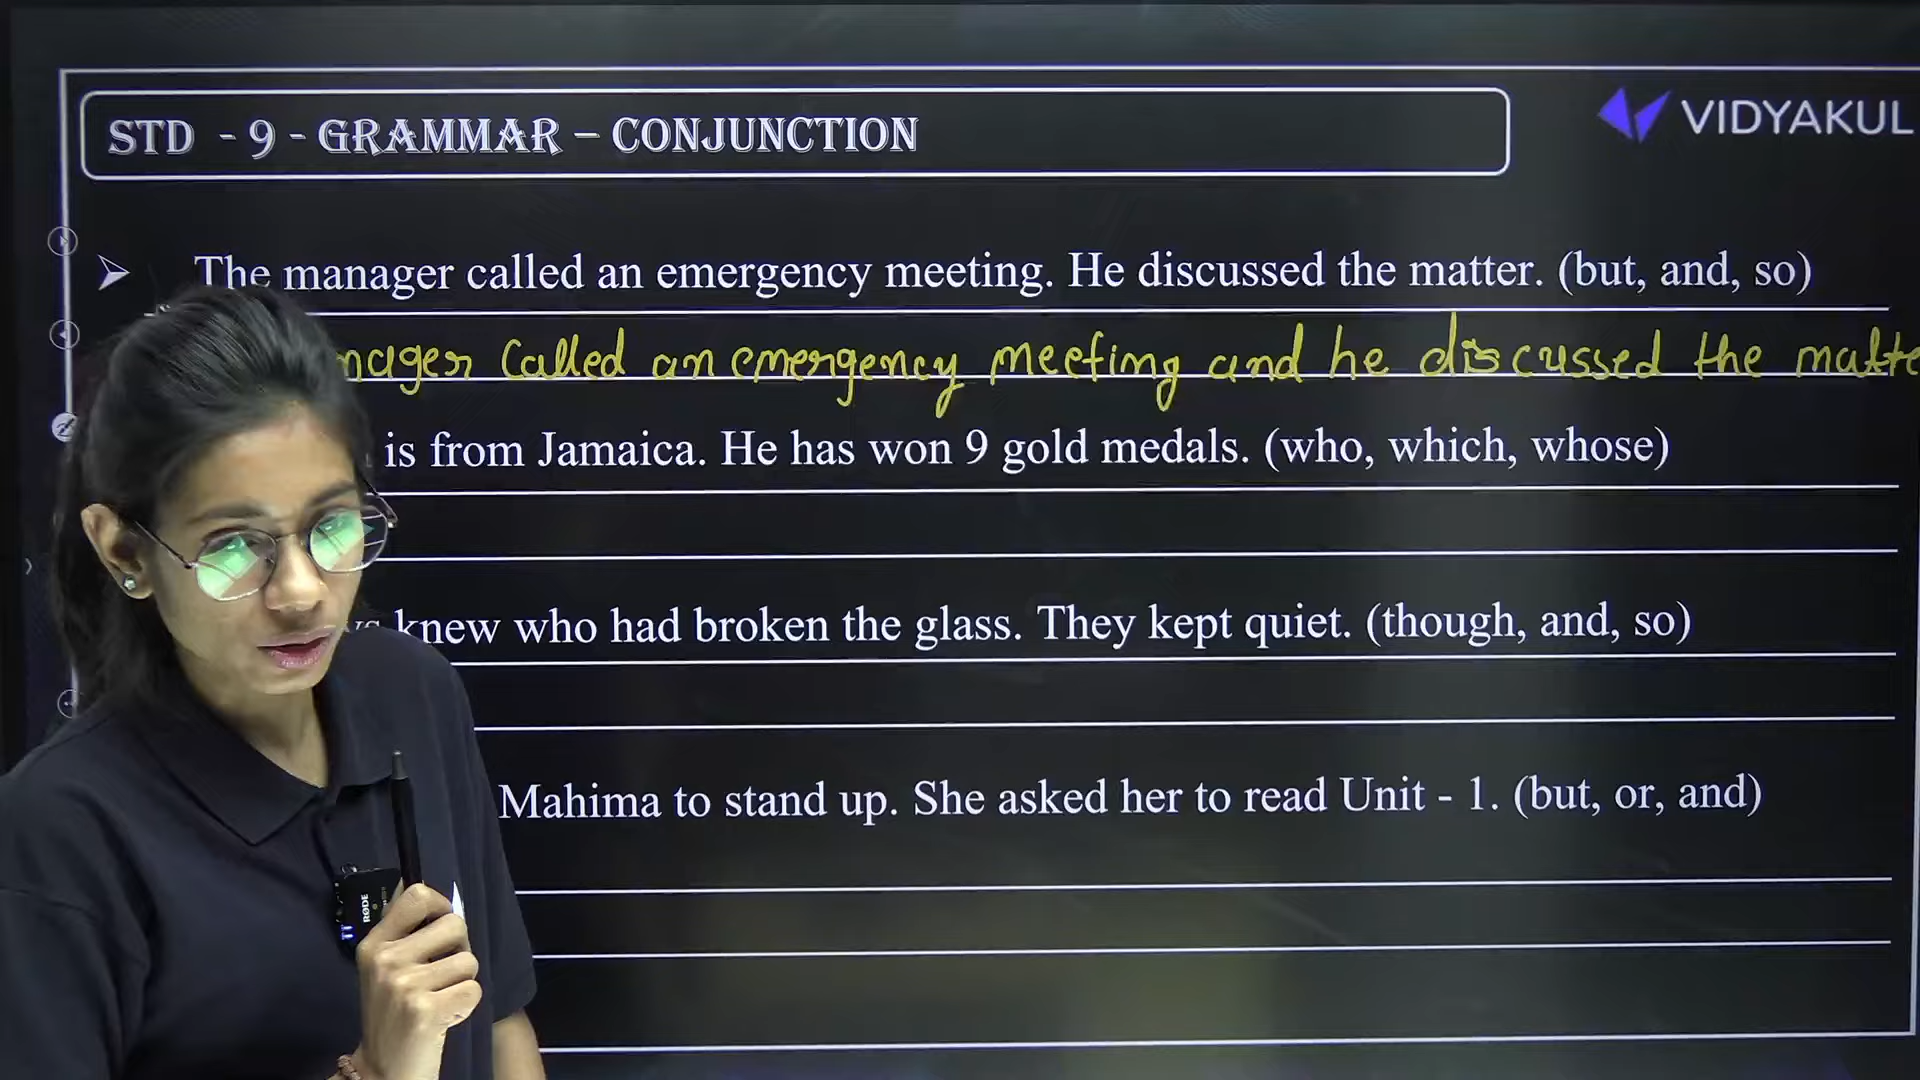 STD - 9 - GRAMMAR – CONJUNCTION
VIDYAKUL
The manager called an emergency meeting. He discussed the matter. (but, and, so)
called an emergency meeting and he discussed the
is from Jamaica. He has won 9 gold medals. (who, which, whose)
knew who had broken the glass. They kept quiet. (though, and, so)
Mahima to stand up. She asked her to read Unit - 1. (but, or, and)
RØDE